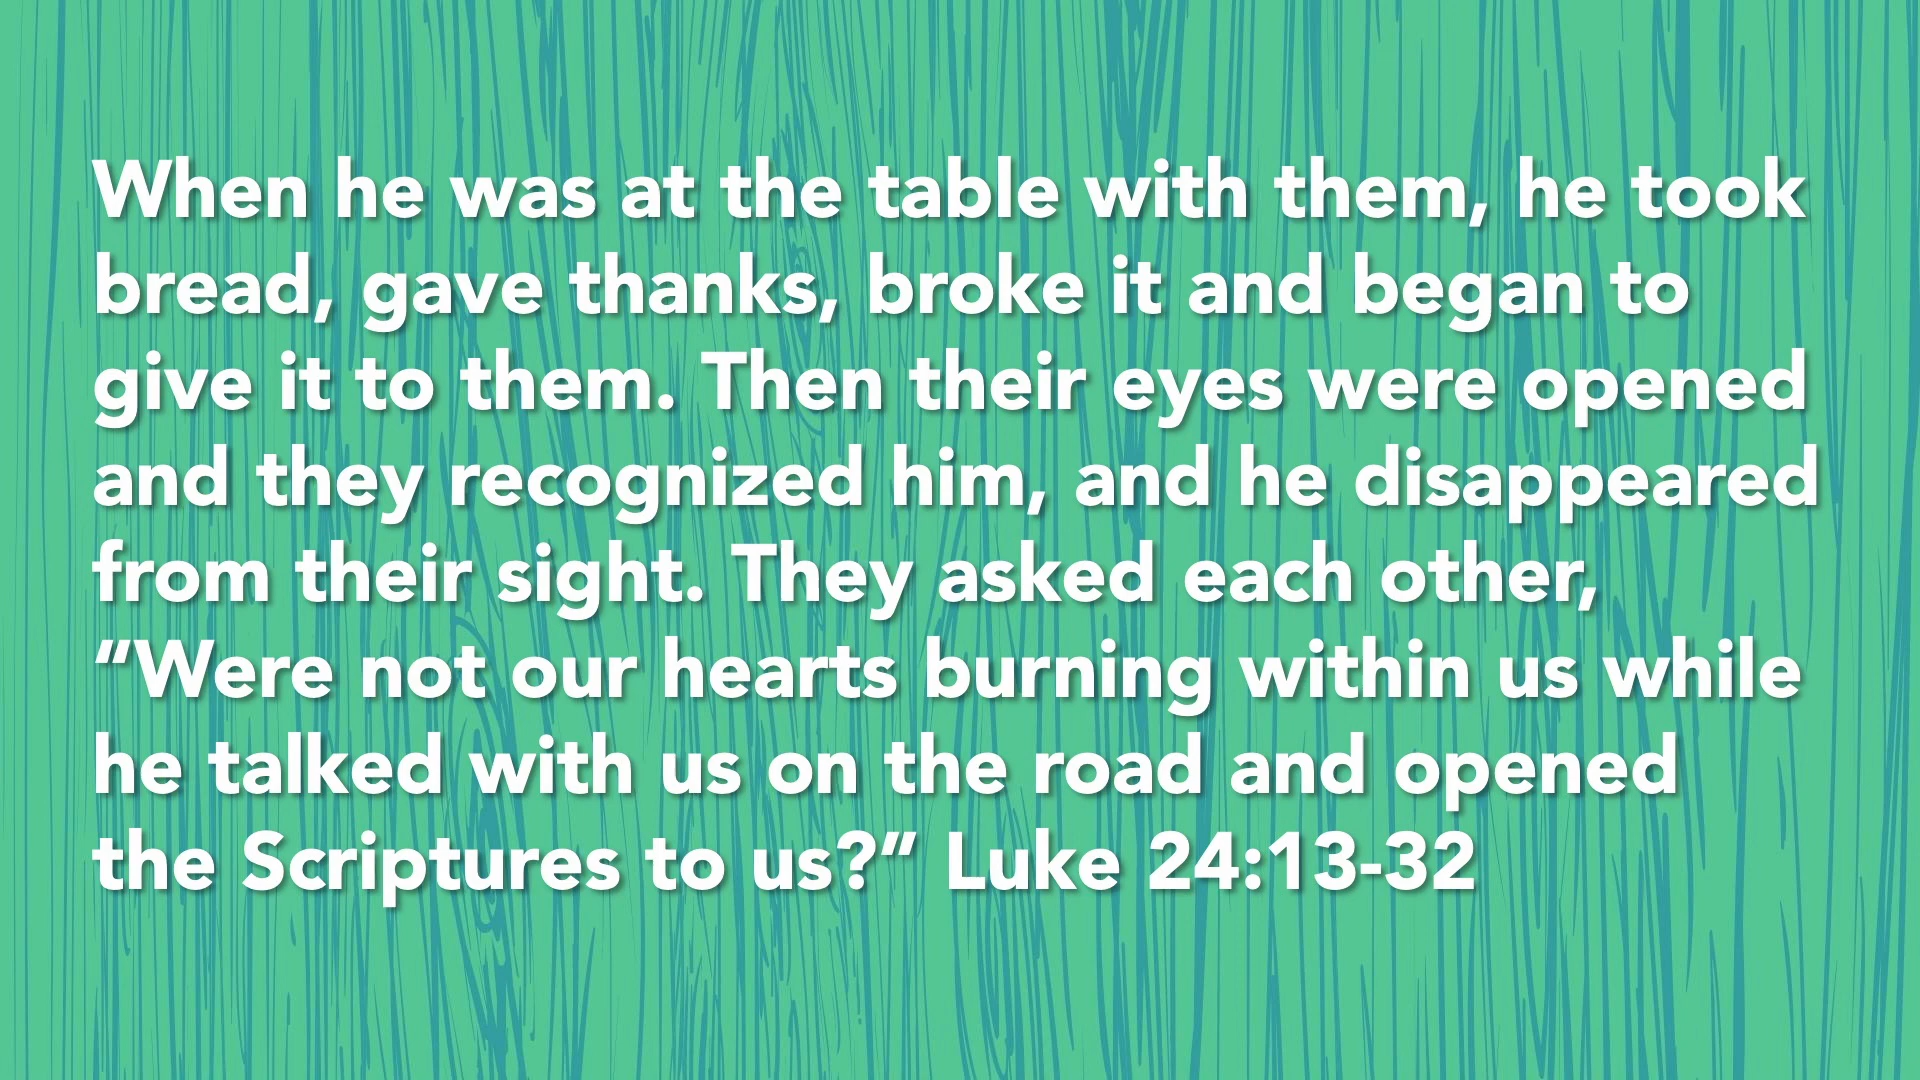 When he was at the table with them, he took
bread, gave thanks, broke it and began to
give it to them. Then their eyes were opened
and they recognized him, and he disappeared
from their sight. They asked each other,
“Were not our hearts burning within us while
he talked with us on the road and opened
the Scriptures to us?” Luke 24:13-32